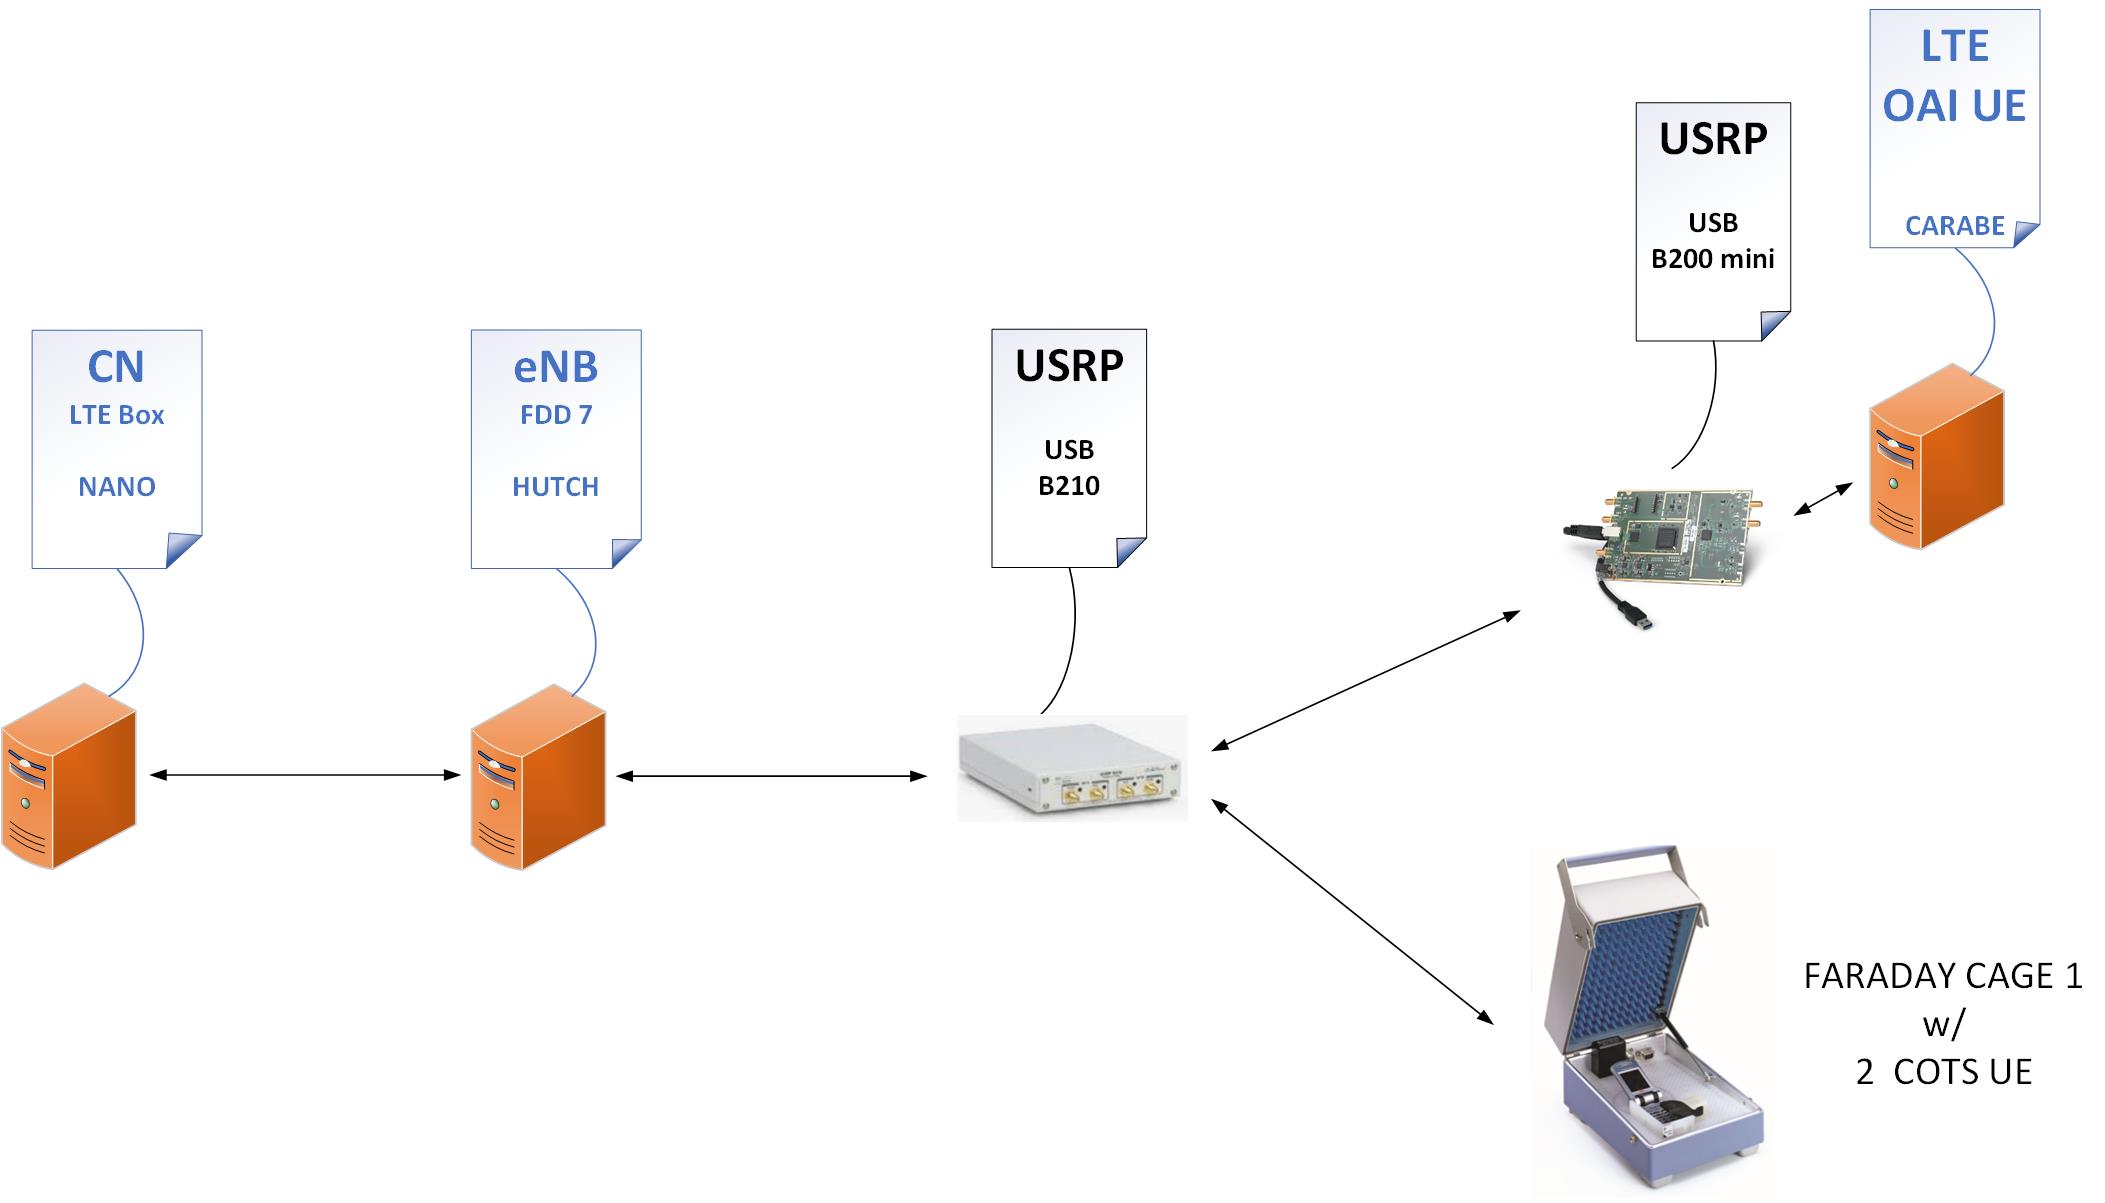 CN
LTE Box
NANO
eNB
FDD 7
HUTCH
USRP
USB
B210
USRP
USB
B200 mini
LTE
OAI UE
CARABE
FARADAY CAGE 1
w/
2 COTS UE